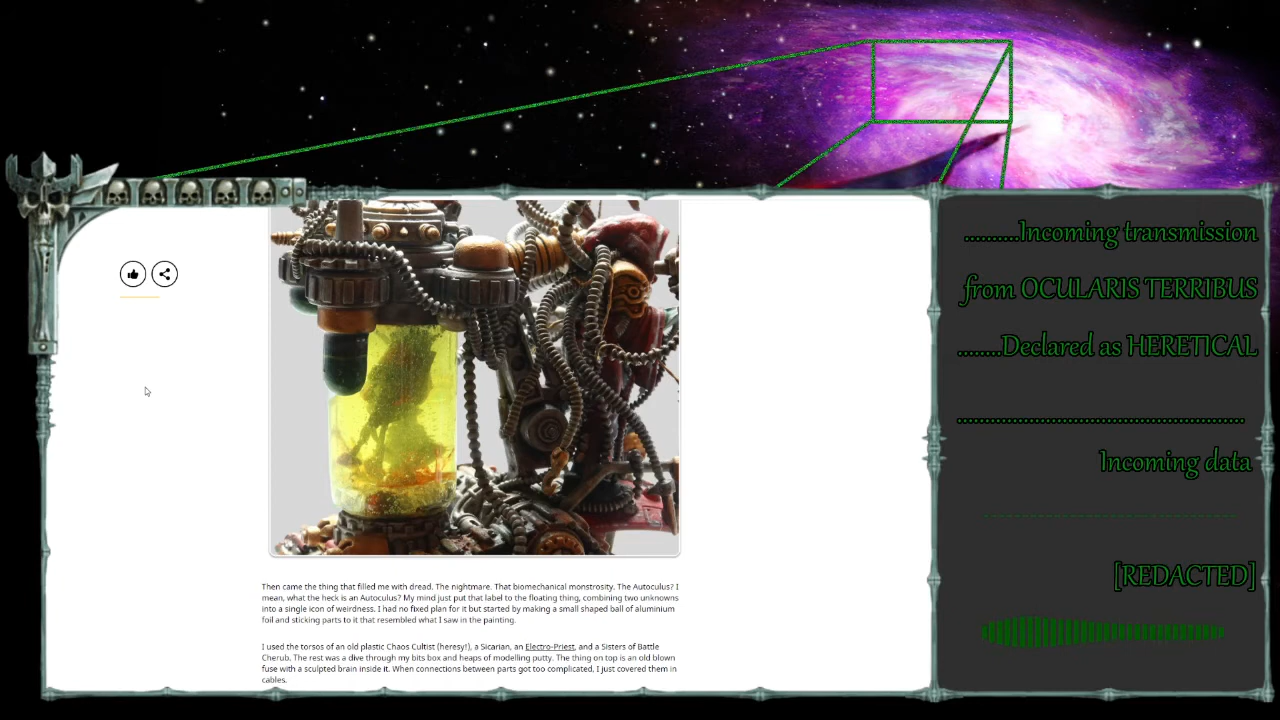 ..........Incoming transmission
from OCULARIS TERRIBUS
........Declared as HERETICAL
Incoming data
[REDACTED]
Then came the thing that filled me with dread. The nightmare. That biomechanical monstrosity. The Autoculus? I
mean, what the heck is an Autoculus? My mind just put that label to the floating thing, combining two unknowns
into a single icon of weirdness. I had no fixed plan for it but started by making a small shaped ball of aluminium
foil and sticking parts to it that resembled what I saw in the painting.
I used the torsos of an old plastic Chaos Cultist (heresy!), a Sicarian, an Electro-Priest, and a Sisters of Battle
Cherub. The rest was a dive through my bits box and heaps of modelling putty. The thing on top is an old blown
fuse with a sculpted brain inside it. When connections between parts got too complicated, I just covered them in
cables.